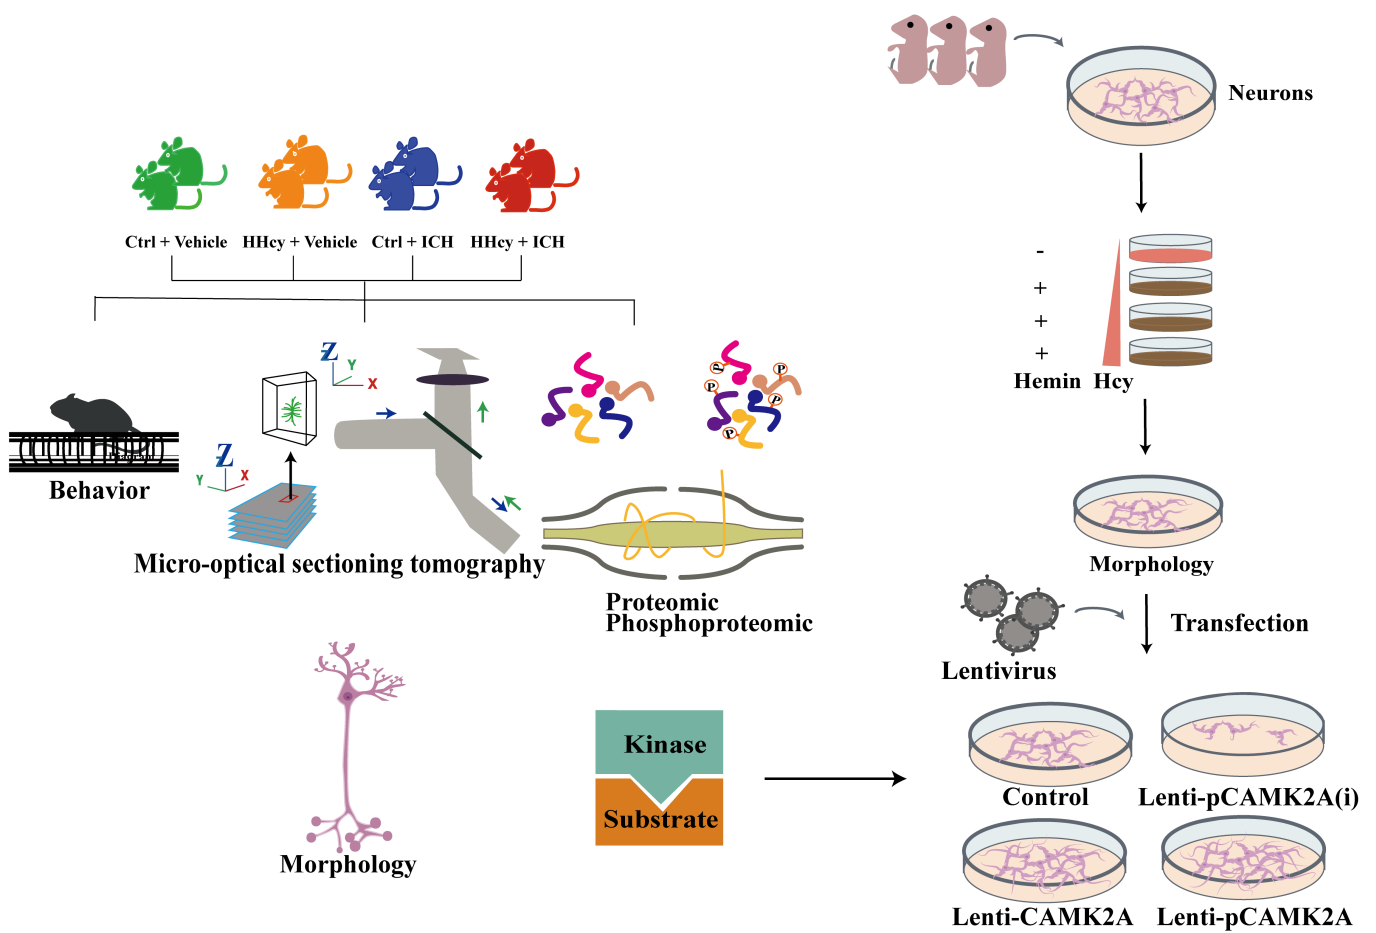 Neurons
Ctrl + Vehicle
HHcy + Vehicle
Ctrl + ICH
HHcy + ICH
-
+
+
+
Hemin
Hcy
Z
Y
X
Z
Y
X
P
P
P
P
P
Behavior
Micro-optical sectioning tomography
Proteomic
Phosphoproteomic
Morphology
Transfection
Lentivirus
Kinase
Substrate
Morphology
Control
Lenti-pCAMK2A(i)
Lenti-CAMK2A
Lenti-pCAMK2A